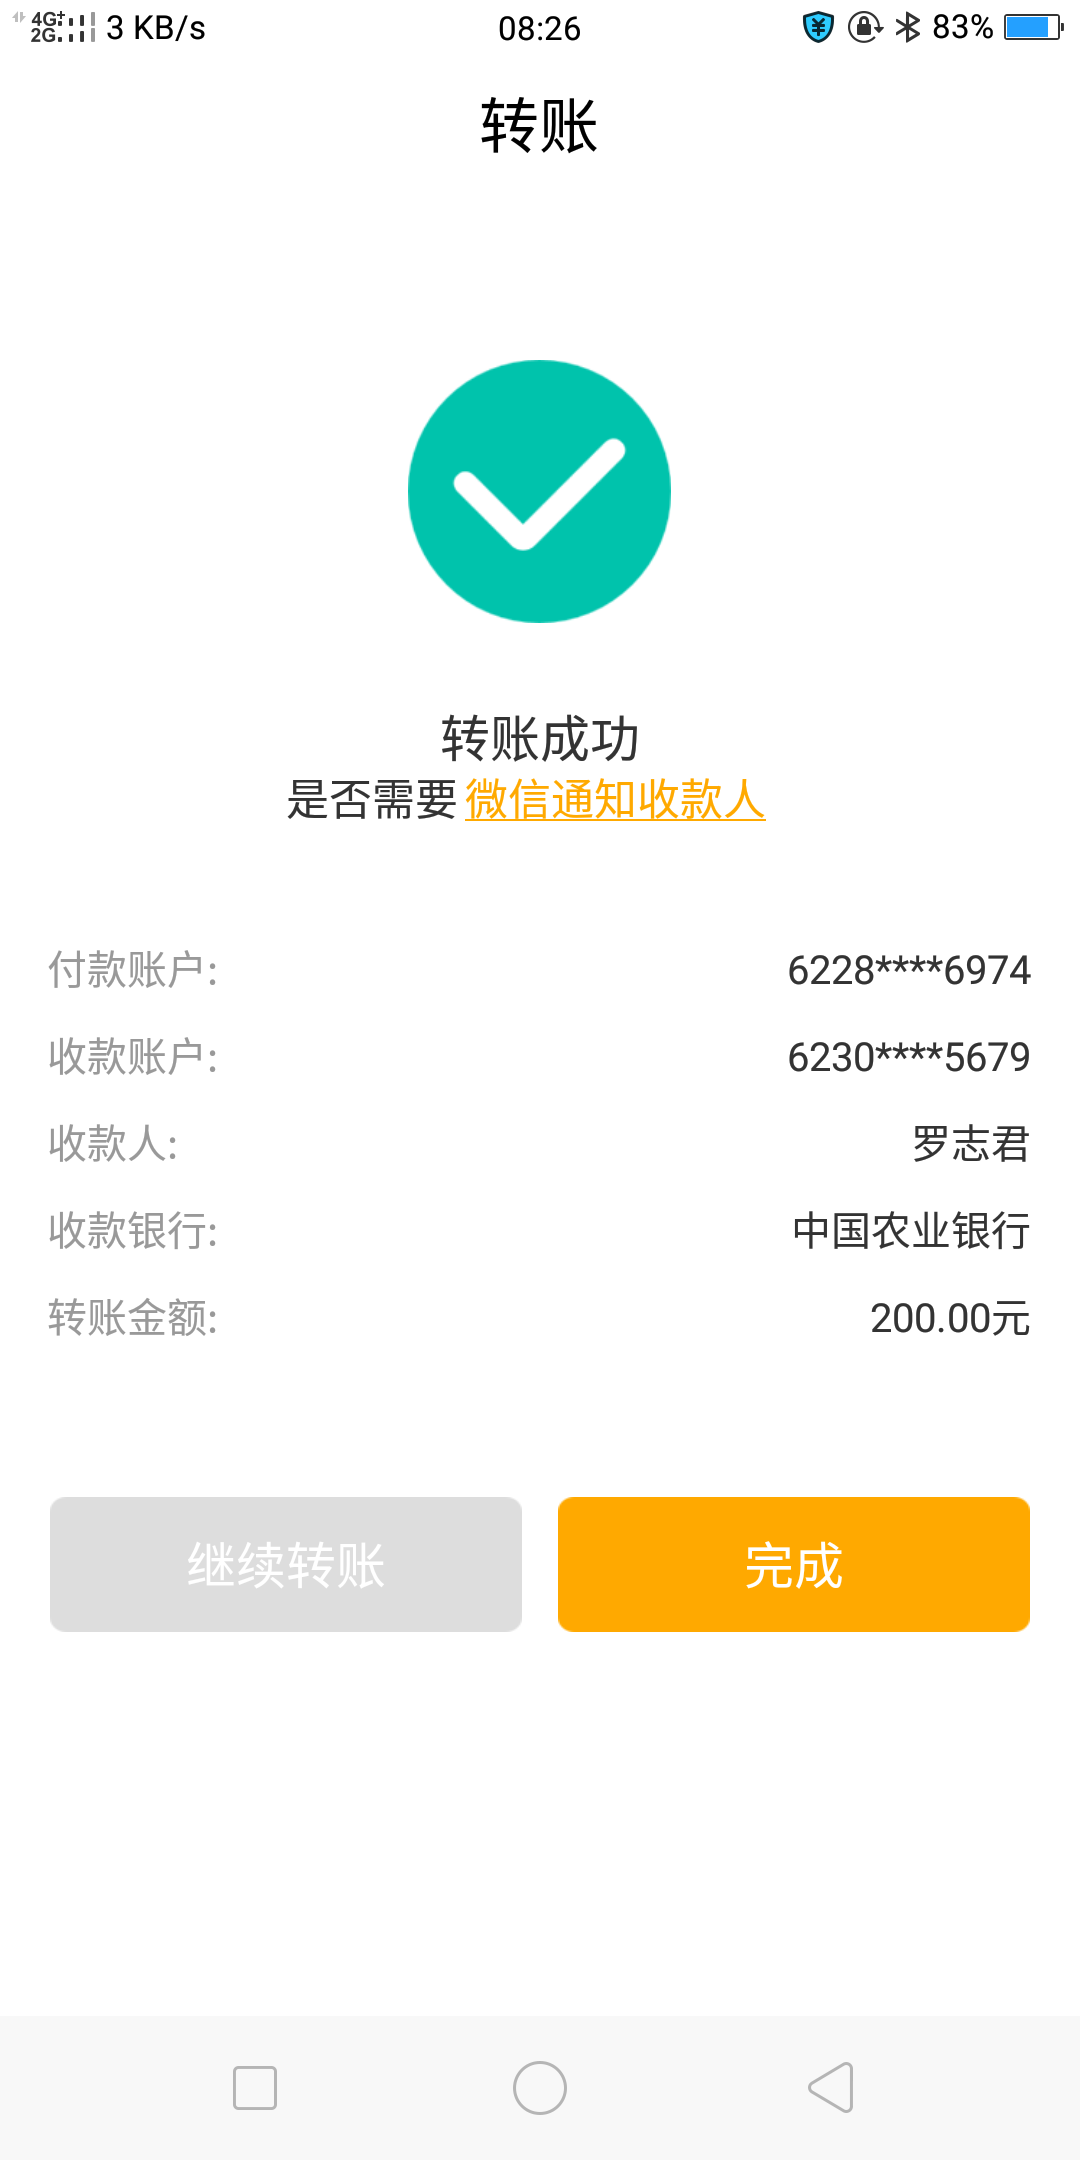 4G+ 3 KB/s 08:26 83%
2G
转账
转账成功
是否需要 微信通知收款人
付款账户: 6228****6974
收款账户: 6230****5679
收款人: 罗志君
收款银行: 中国农业银行
转账金额: 200.00元
继续转账 完成